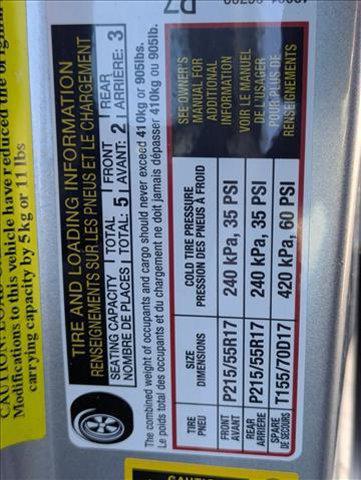 CAUTION: LOAD
Modifications to this vehicle have reduced the original
carrying capacity by 5 kg or 11 lbs
TIRE AND LOADING INFORMATION
RENSEIGNEMENTS SUR LES PNEUS ET LE CHARGEMENT
SEATING CAPACITY | TOTAL | FRONT | REAR
NOMBRE DE PLACES | TOTAL: 5 | AVANT: 2 | ARRIÈRE: 3
The combined weight of occupants and cargo should never exceed 410kg or 905lbs.
Le poids total des occupants et du chargement ne doit jamais dépasser 410kg ou 905lb.
TIRE SIZE COLD TIRE PRESSURE
PNEU DIMENSIONS PRESSION DES PNEUS À FROID
FRONT
AVANT P215/55R17 240 kPa, 35 PSI
REAR
ARRIÈRE P215/55R17 240 kPa, 35 PSI
SPARE
DE SECOURS T155/70D17 420 kPa, 60 PSI
SEE OWNER'S
MANUAL FOR
ADDITIONAL
INFORMATION
VOIR LE MANUEL
DE L'USAGER
POUR PLUS DE
RENSEIGNEMENTS